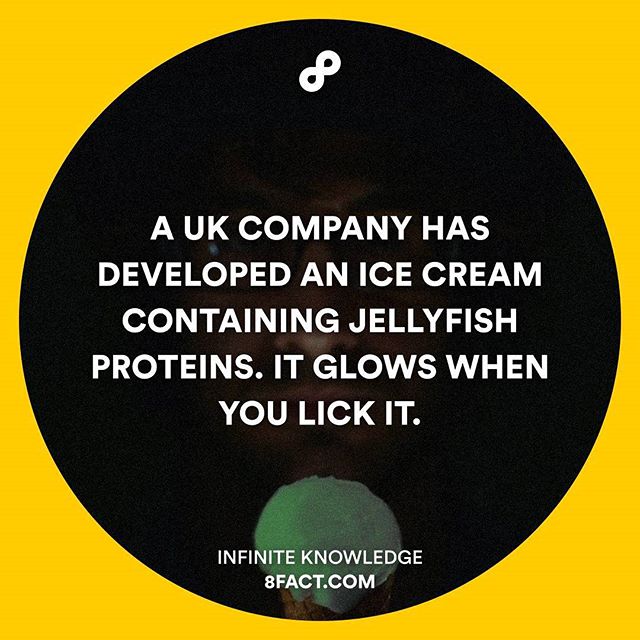 A UK COMPANY HAS
DEVELOPED AN ICE CREAM
CONTAINING JELLYFISH
PROTEINS. IT GLOWS WHEN
YOU LICK IT.
INFINITE KNOWLEDGE
8FACT.COM